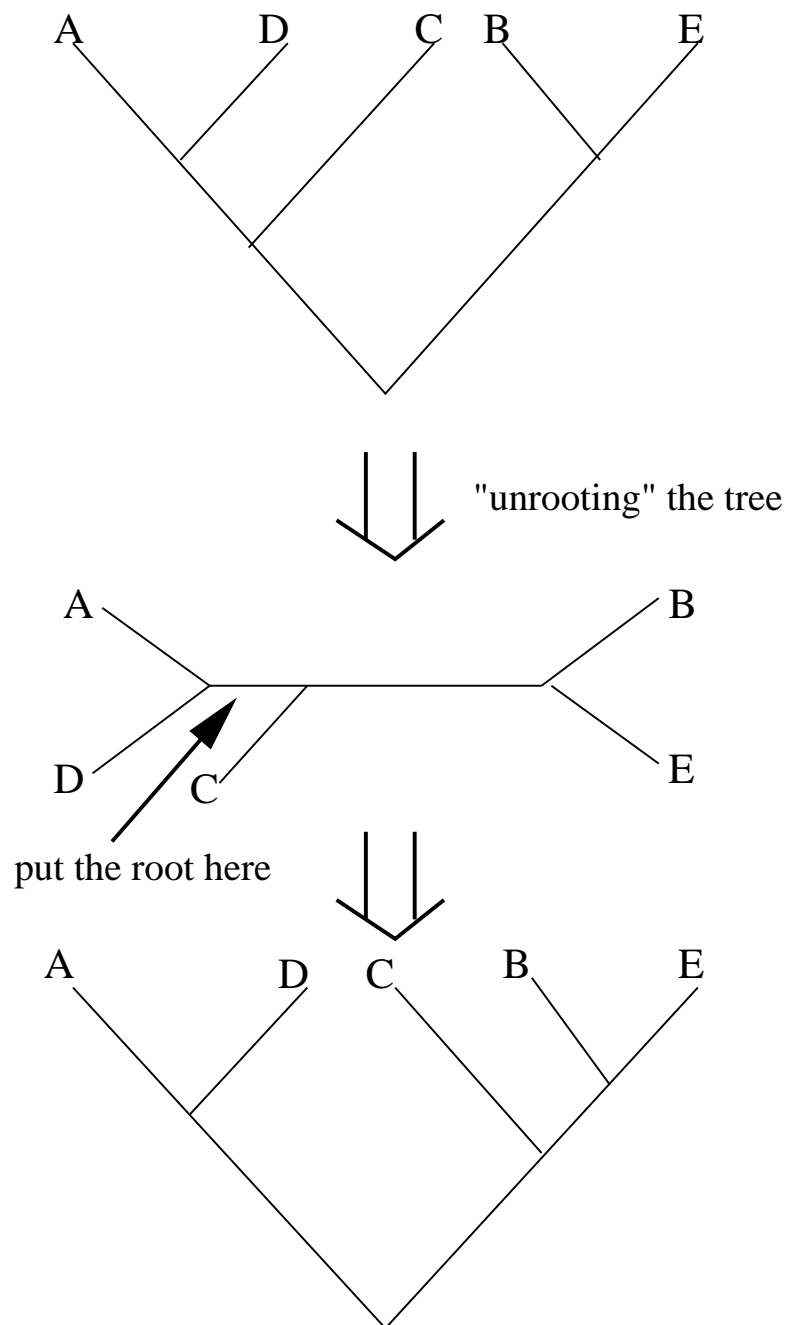 A D C B E
"unrooting" the tree
A B
D C E
put the root here
A D C B E